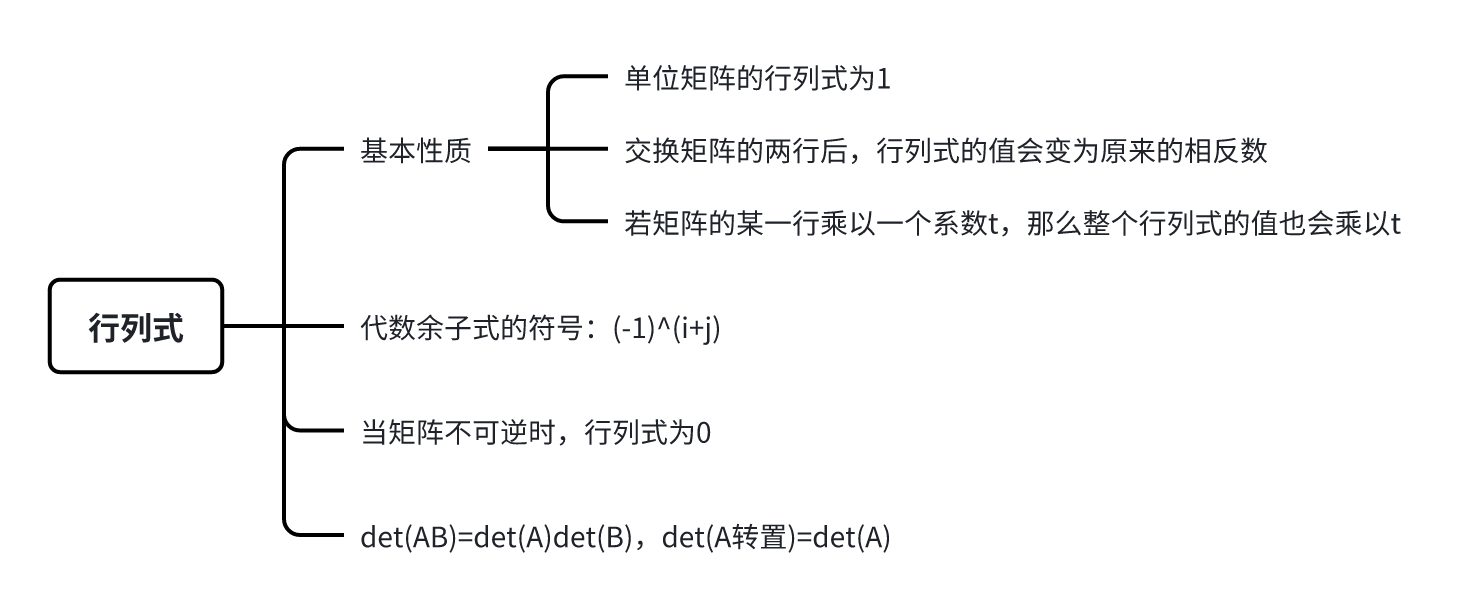 行列式
基本性质
单位矩阵的行列式为1
交换矩阵的两行后，行列式的值会变为原来的相反数
若矩阵的某一行乘以一个系数t，那么整个行列式的值也会乘以t
代数余子式的符号：(-1)^(i+j)
当矩阵不可逆时，行列式为0
det(AB)=det(A)det(B)，det(A转置)=det(A)